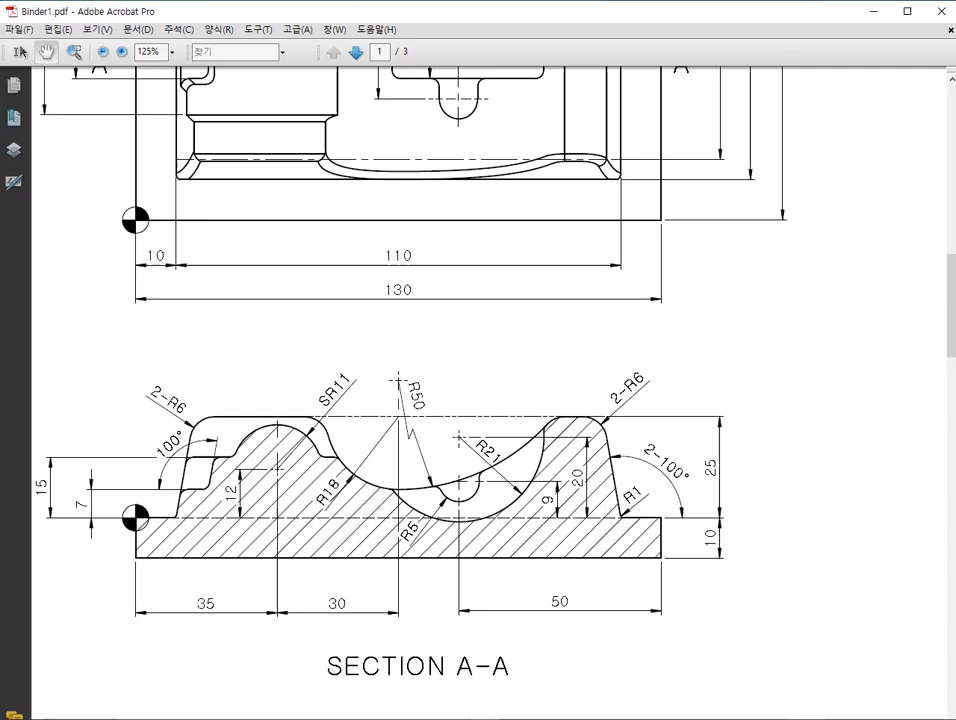 Binder1.pdf - Adobe Acrobat Pro
파일(F) 편집(E) 보기(V) 문서(D) 주석(C) 양식(R) 도구(T) 고급(A) 창(W) 도움말(H)
125% 찾기 1 / 3
A A
10 110
130
2-R6 SR11 R50 2-R6
100° R21 2-100°
15 7 12 R18 R5 9 20 R1 25 10
35 30 50
SECTION A-A